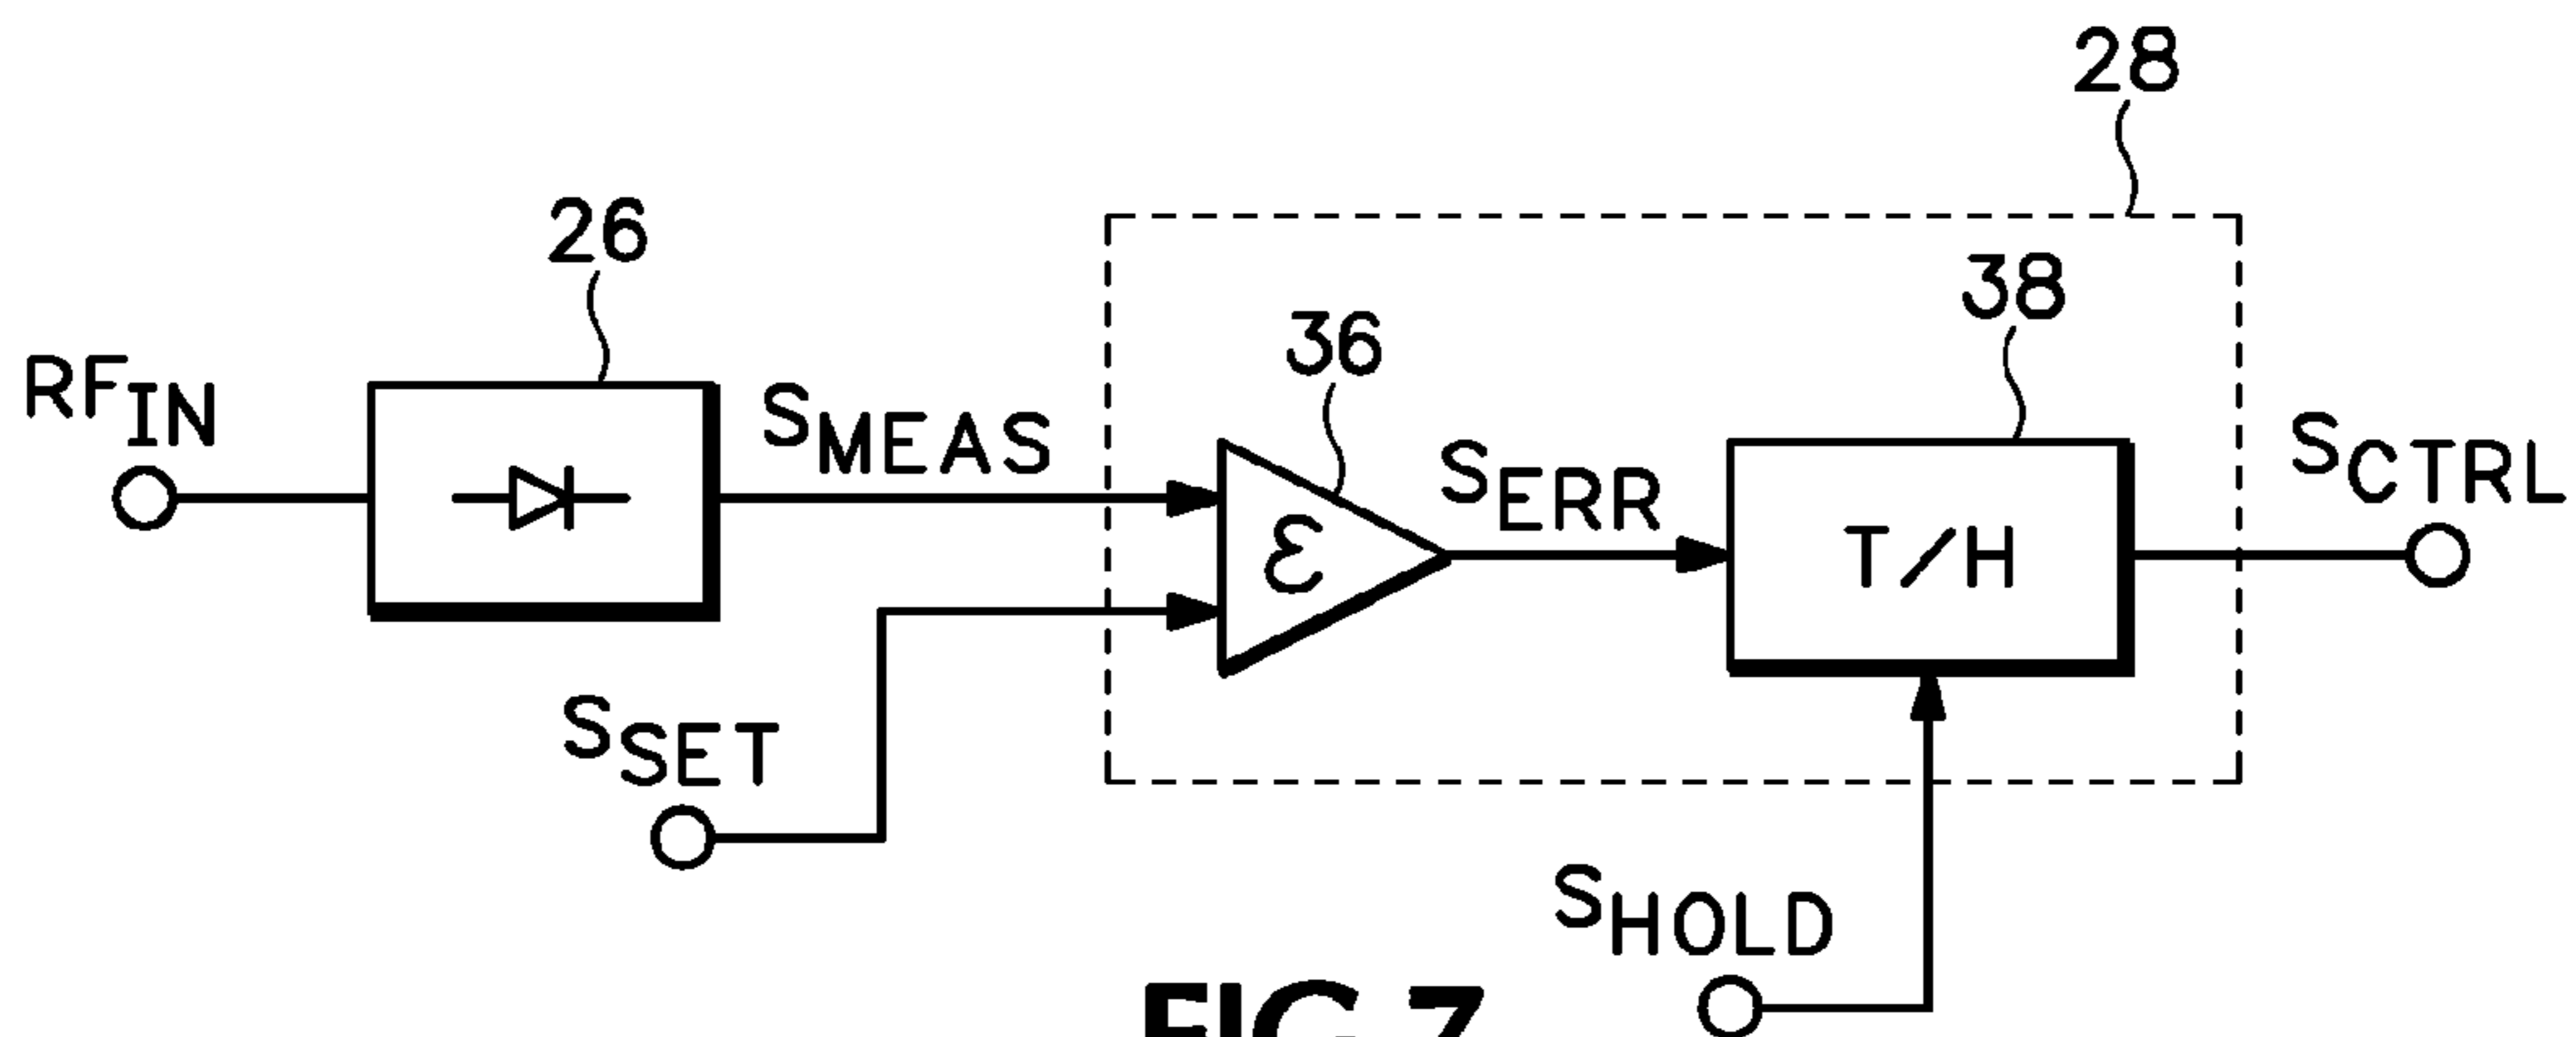 28
26
38
36
RFIN
SMEAS
SERR
SCTRL
ε
T/H
SSET
SHOLD
FIG.7